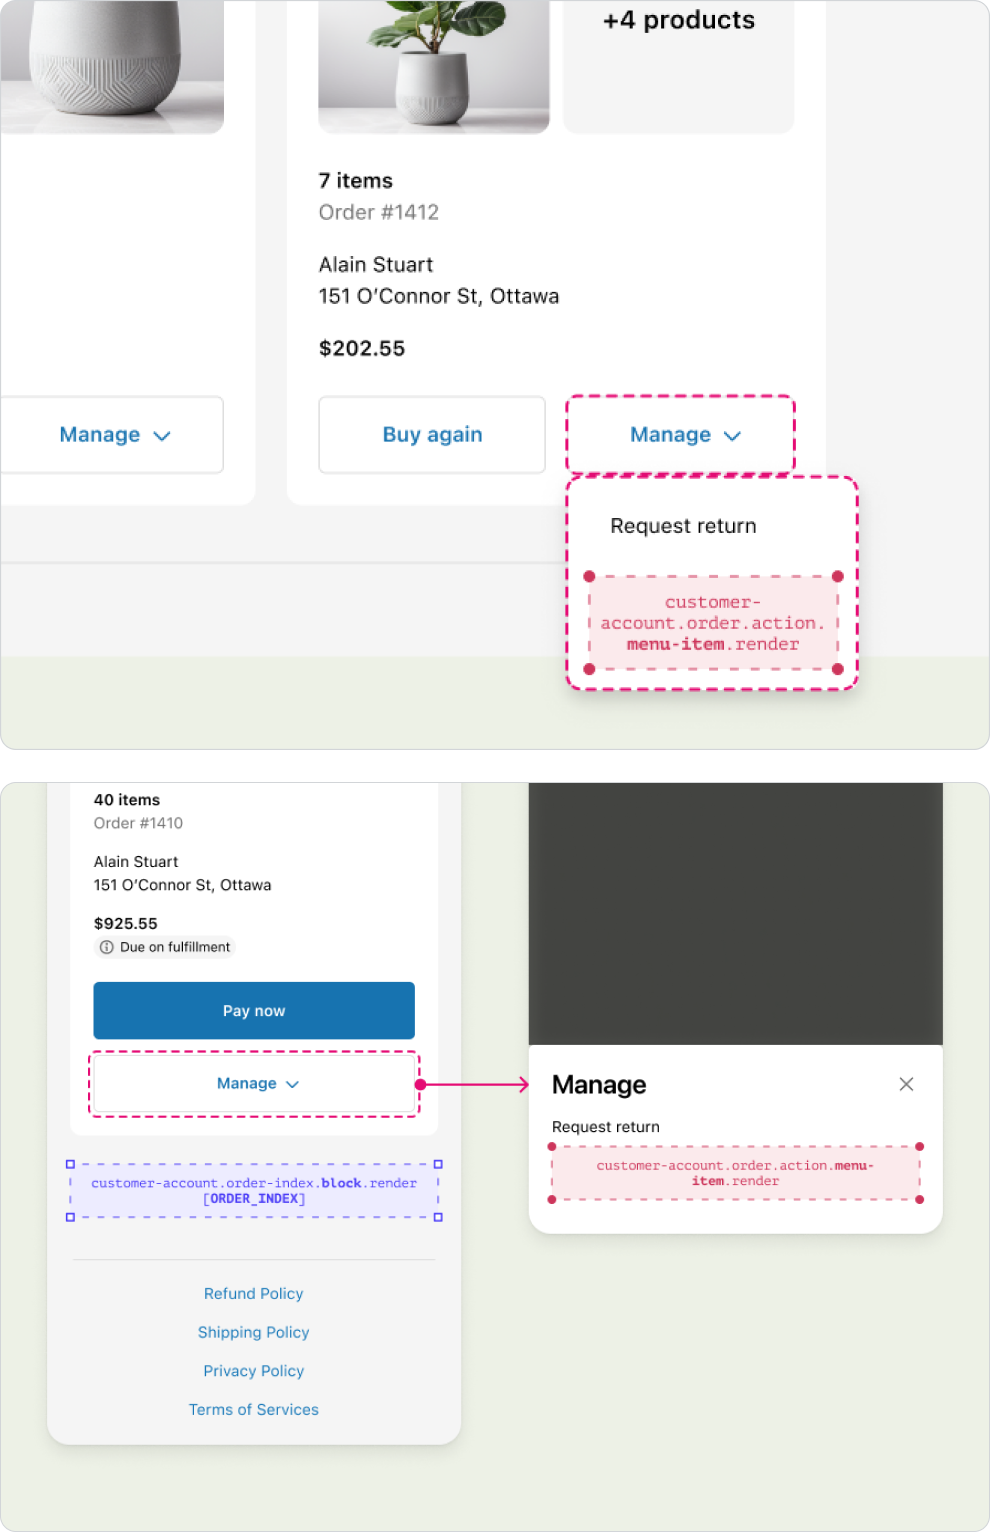 +4 products
7 items
Order #1412
Alain Stuart
151 O’Connor St, Ottawa
$202.55
Manage
Buy again
Manage
Request return
customer-
account.order.action.
menu-item.render
40 items
Order #1410
Alain Stuart
151 O’Connor St, Ottawa
$925.55
Due on fulfillment
Pay now
Manage
customer-account.order-index.block.render
[ORDER_INDEX]
Refund Policy
Shipping Policy
Privacy Policy
Terms of Services
Manage
Request return
customer-account.order.action.menu-
item.render